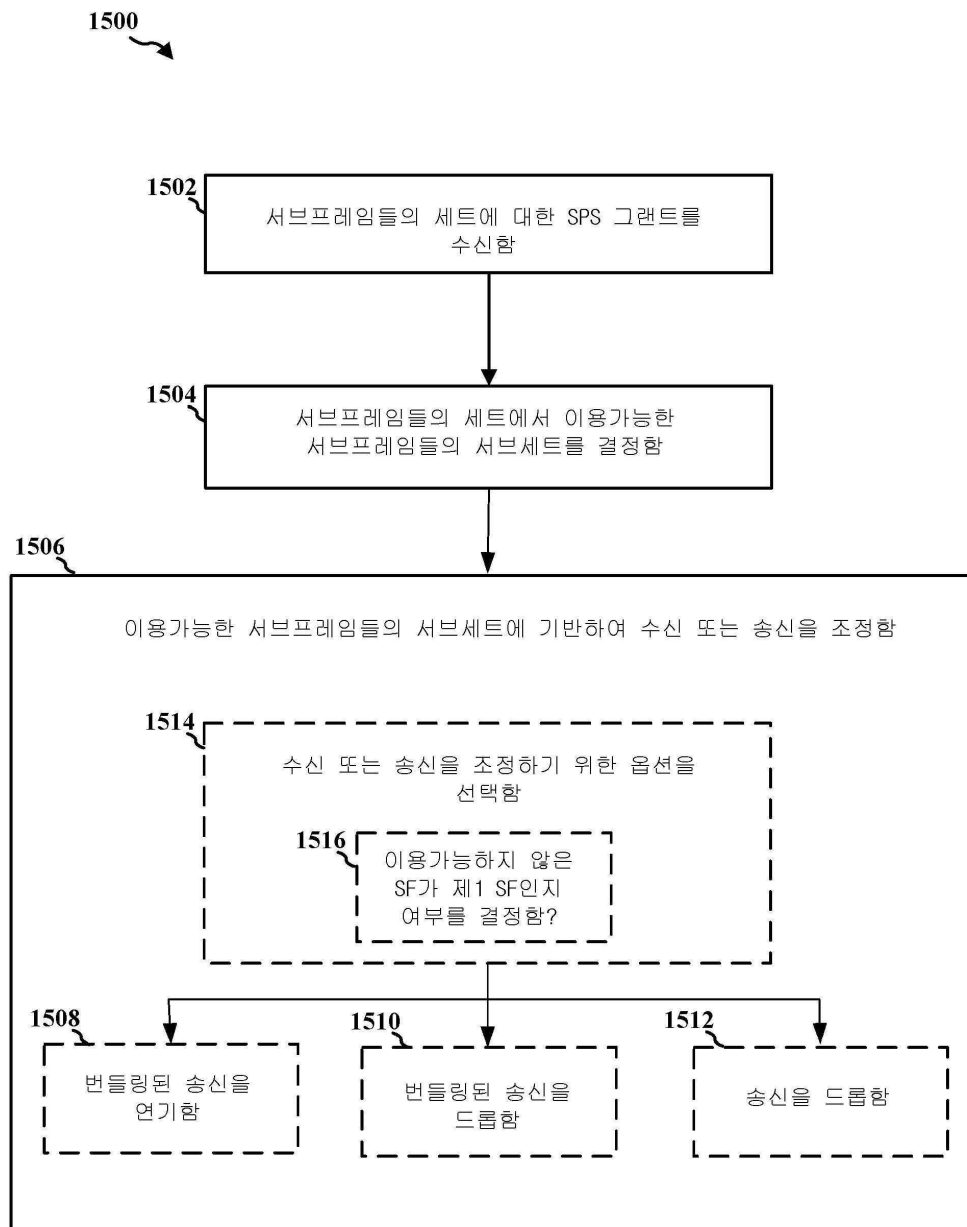 1500
1502
서브프레임들의 세트에 대한 SPS 그랜트를
수신함
1504
서브프레임들의 세트에서 이용가능한
서브프레임들의 서브세트를 결정함
1506
이용가능한 서브프레임들의 서브세트에 기반하여 수신 또는 송신을 조정함
1514
수신 또는 송신을 조정하기 위한 옵션을
선택함
1516
이용가능하지 않은
SF가 제1 SF인지
여부를 결정함?
1508
번들링된 송신을
연기함
1510
번들링된 송신을
드롭함
1512
송신을 드롭함